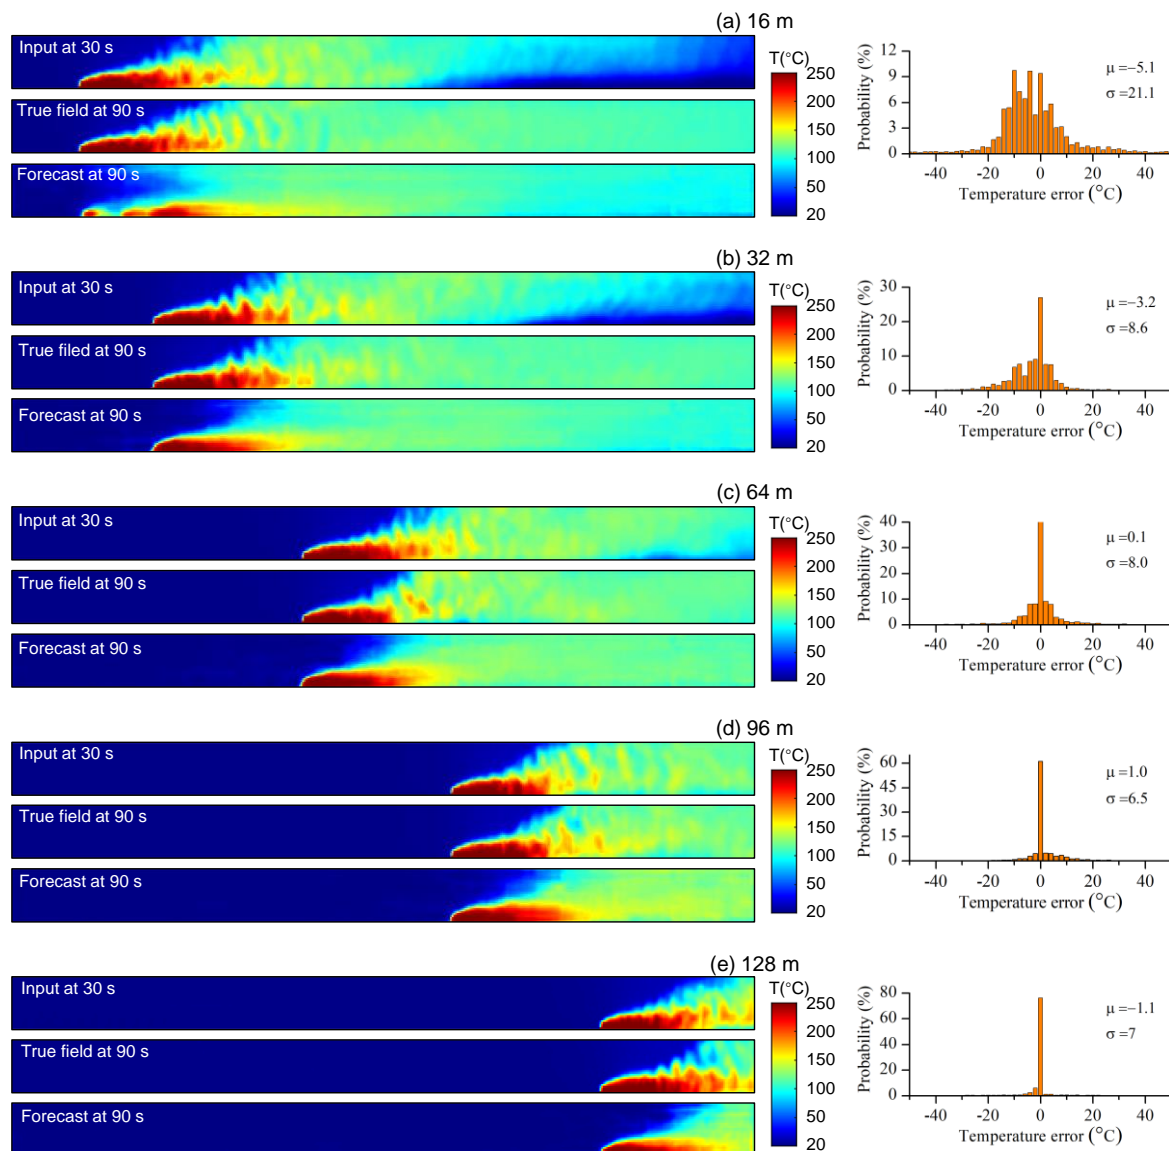 (a) 16 m
Input at 30 s
True field at 90 s
Forecast at 90 s
T(°C)
250
200
150
100
50
20
Probability (%)
12
9
6
3
0
μ =−5.1
σ =21.1
-40 -20 0 20 40
Temperature error (°C)
(b) 32 m
Input at 30 s
True filed at 90 s
Forecast at 90 s
T(°C)
250
200
150
100
50
20
Probability (%)
30
20
10
0
μ =−3.2
σ =8.6
-40 -20 0 20 40
Temperature error (°C)
(c) 64 m
Input at 30 s
True field at 90 s
Forecast at 90 s
T(°C)
250
200
150
100
50
20
Probability (%)
40
30
20
10
0
μ =0.1
σ =8.0
-40 -20 0 20 40
Temperature error (°C)
(d) 96 m
Input at 30 s
True field at 90 s
Forecast at 90 s
T(°C)
250
200
150
100
50
20
Probability (%)
60
45
30
15
0
μ =1.0
σ =6.5
-40 -20 0 20 40
Temperature error (°C)
(e) 128 m
Input at 30 s
True field at 90 s
Forecast at 90 s
T(°C)
250
200
150
100
50
20
Probability (%)
80
60
40
20
0
μ =−1.1
σ =7
-40 -20 0 20 40
Temperature error (°C)